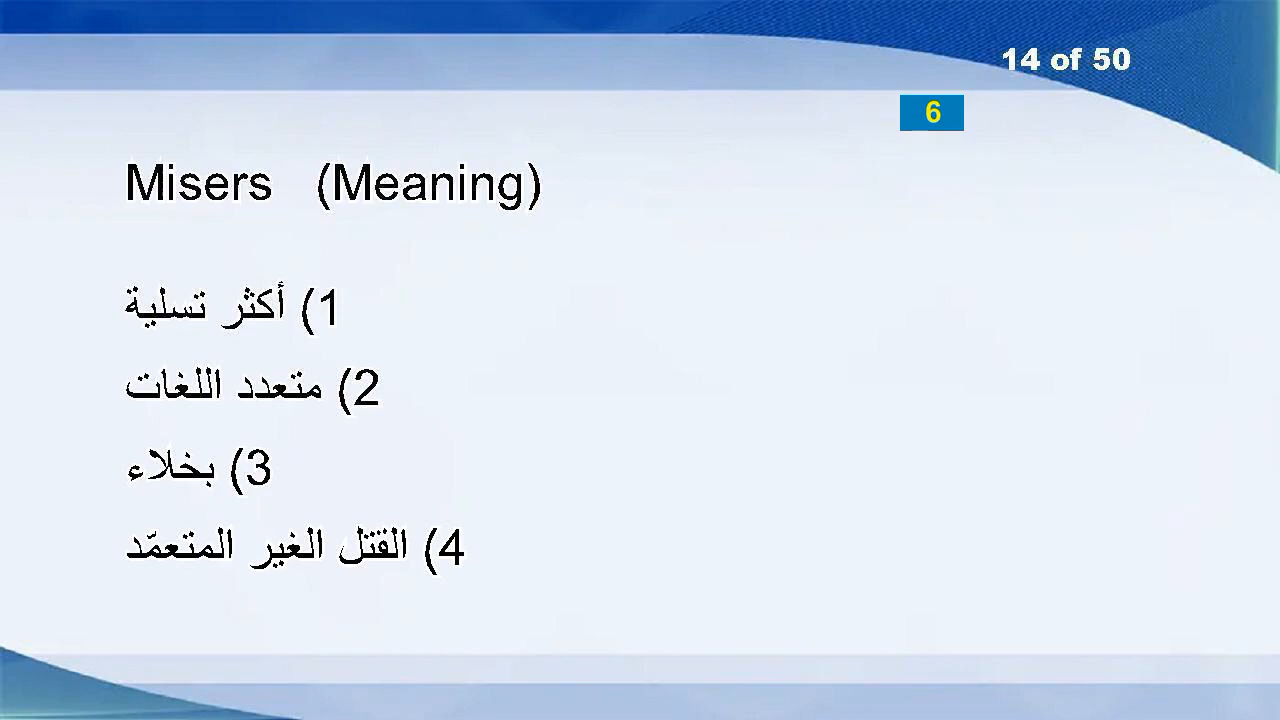 14 of 50
6
Misers (Meaning)
1) أكثر تسلية
2) متعدد اللغات
3) بخلاء
4) القتل الغير المتعمّد